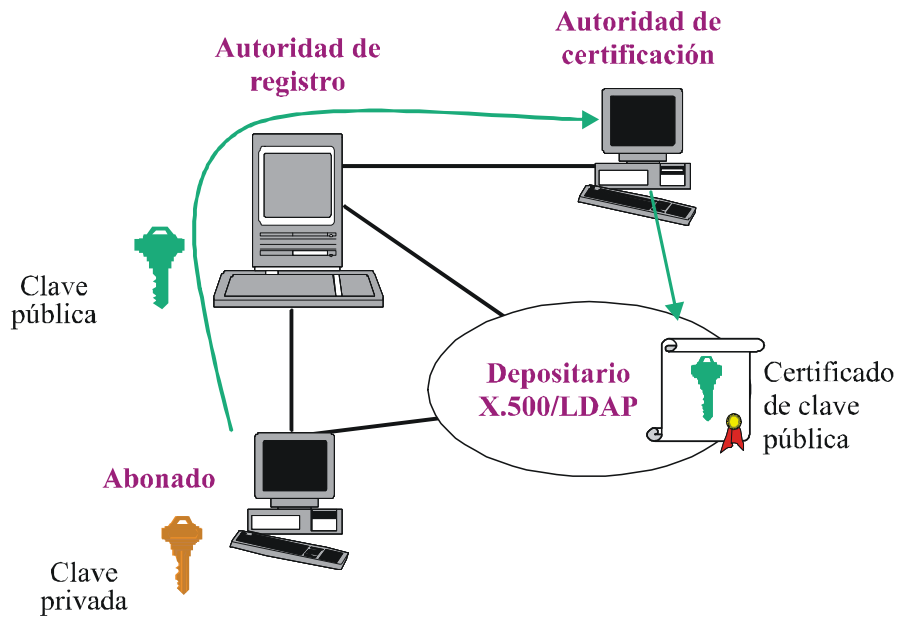 Autoridad de
registro
Autoridad de
certificación
Clave
pública
Depositario
X.500/LDAP
Certificado
de clave
pública
Abonado
Clave
privada